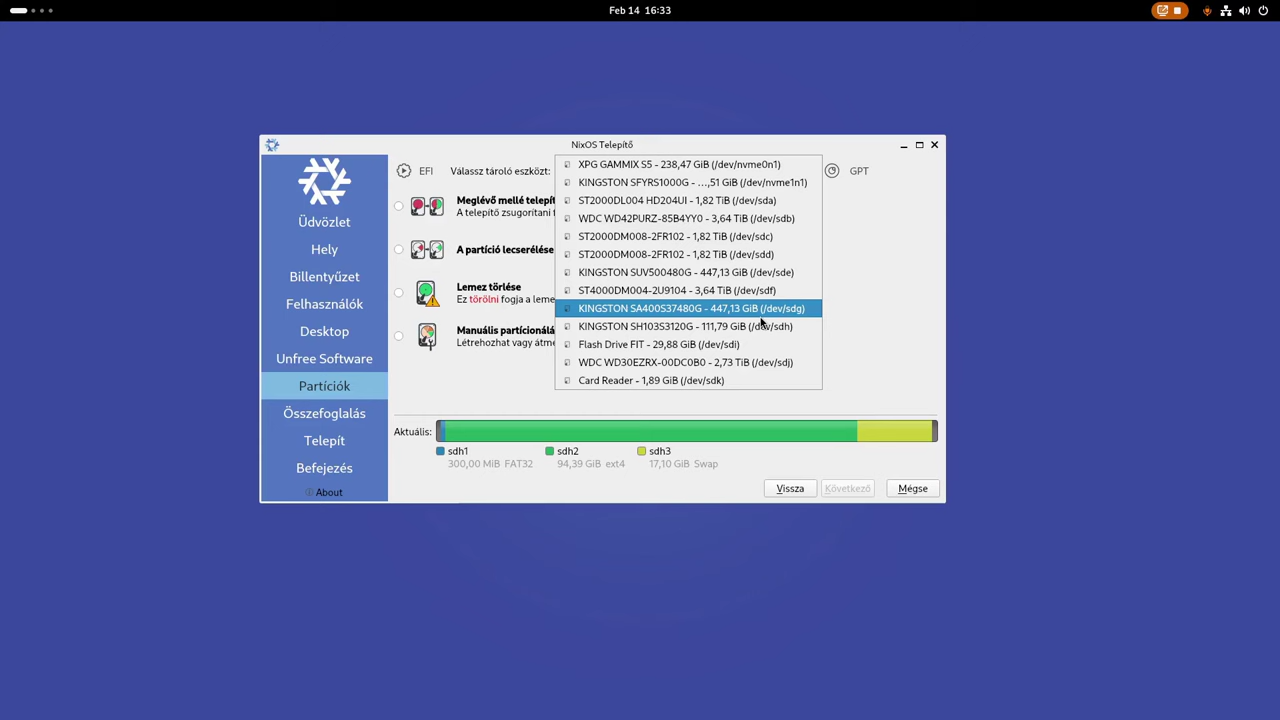 Feb 14 16:33
NixOS Telepítő
Üdvözlet
Hely
Billentyűzet
Felhasználók
Desktop
Unfree Software
Partíciók
Összefoglalás
Telepít
Befejezés
About
EFI
Válassz tároló eszközt:
GPT
XPG GAMMIX S5 - 238,47 GiB (/dev/nvme0n1)
KINGSTON SFYRS1000G - …,51 GiB (/dev/nvme1n1)
ST2000DL004 HD204UI - 1,82 TiB (/dev/sda)
WDC WD42PURZ-85B4YY0 - 3,64 TiB (/dev/sdb)
ST2000DM008-2FR102 - 1,82 TiB (/dev/sdc)
ST2000DM008-2FR102 - 1,82 TiB (/dev/sdd)
KINGSTON SUV500480G - 447,13 GiB (/dev/sde)
ST4000DM004-2U9104 - 3,64 TiB (/dev/sdf)
KINGSTON SA400S37480G - 447,13 GiB (/dev/sdg)
KINGSTON SH103S3120G - 111,79 GiB (/dev/sdh)
Flash Drive FIT - 29,88 GiB (/dev/sdi)
WDC WD30EZRX-00DC0B0 - 2,73 TiB (/dev/sdj)
Card Reader - 1,89 GiB (/dev/sdk)
Meglévő mellé telepít
A telepítő zsugorítani f
A partíció lecserélése
Lemez törlése
Ez törölni fogja a leme
Manuális partícionálá
Létrehozhat vagy átmé
Aktuális:
sdh1
300,00 MiB FAT32
sdh2
94,39 GiB ext4
sdh3
17,10 GiB Swap
Vissza
Következő
Mégse